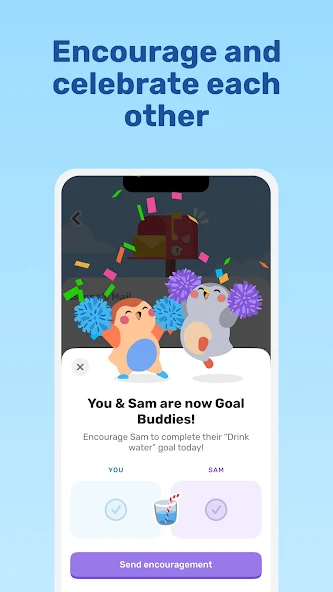 Encourage and
celebrate each
other
Mail
You & Sam are now Goal
Buddies!
Encourage Sam to complete their "Drink
water" goal today!
YOU
SAM
Send encouragement